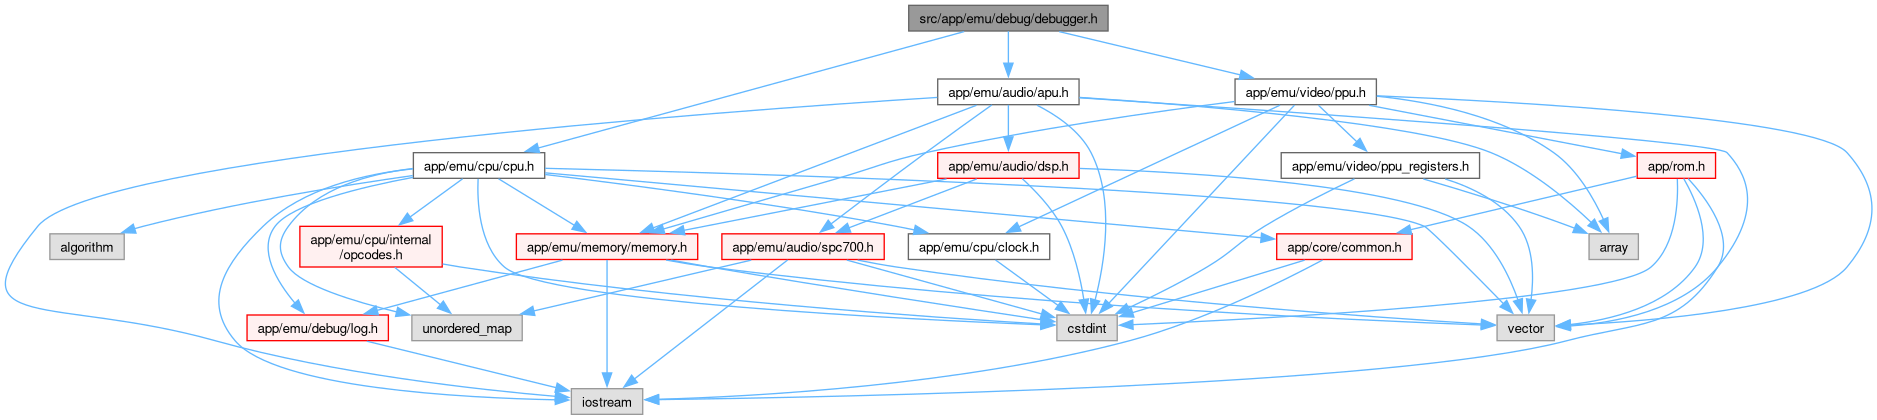 src/app/emu/debug/debugger.h
app/emu/audio/apu.h
app/emu/video/ppu.h
app/emu/cpu/cpu.h
app/emu/audio/dsp.h
app/emu/video/ppu_registers.h
app/rom.h
algorithm
app/emu/cpu/internal
/opcodes.h
app/emu/memory/memory.h
app/emu/audio/spc700.h
app/emu/cpu/clock.h
app/core/common.h
array
app/emu/debug/log.h
unordered_map
cstdint
vector
iostream